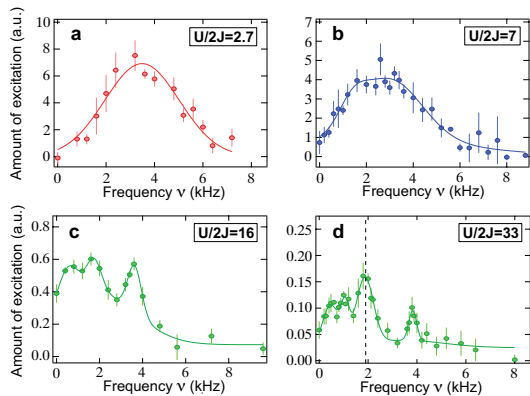 a U/2J=2.7
Amount of excitation (a.u.)
10
8
6
4
2
0
0 2 4 6 8
Frequency ν (kHz)
b U/2J=7
7
6
5
4
3
2
1
0
0 2 4 6 8
Frequency ν (kHz)
c U/2J=16
Amount of excitation (a.u.)
0.8
0.6
0.4
0.2
0.0
0 2 4 6 8
Frequency ν (kHz)
d U/2J=33
0.25
0.20
0.15
0.10
0.05
0.00
0 2 4 6 8
Frequency ν (kHz)